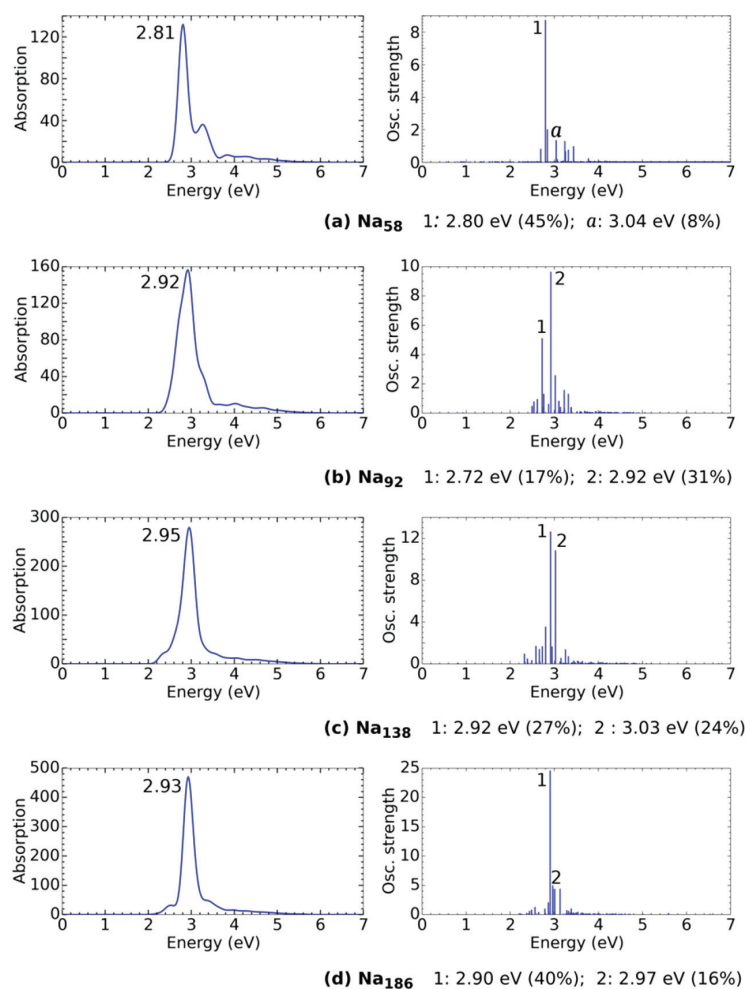 Absorption
120
80
40
0
2.81
0 1 2 3 4 5 6 7
Energy (eV)
Osc. strength
8
6
4
2
0
1
a
0 1 2 3 4 5 6 7
Energy (eV)
(a) Na58 1: 2.80 eV (45%); a: 3.04 eV (8%)
Absorption
160
120
80
40
0
2.92
0 1 2 3 4 5 6 7
Energy (eV)
Osc. strength
10
8
6
4
2
0
1
2
0 1 2 3 4 5 6 7
Energy (eV)
(b) Na92 1: 2.72 eV (17%); 2: 2.92 eV (31%)
Absorption
300
200
100
0
2.95
0 1 2 3 4 5 6 7
Energy (eV)
Osc. strength
12
8
4
0
1
2
0 1 2 3 4 5 6 7
Energy (eV)
(c) Na138 1: 2.92 eV (27%); 2 : 3.03 eV (24%)
Absorption
500
400
300
200
100
0
2.93
0 1 2 3 4 5 6 7
Energy (eV)
Osc. strength
25
20
15
10
5
0
1
2
0 1 2 3 4 5 6 7
Energy (eV)
(d) Na186 1: 2.90 eV (40%); 2: 2.97 eV (16%)